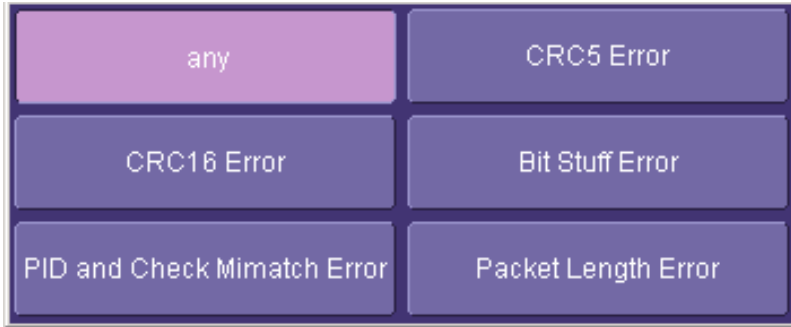 any
CRC5 Error
CRC16 Error
Bit Stuff Error
PID and Check Mimatch Error
Packet Length Error